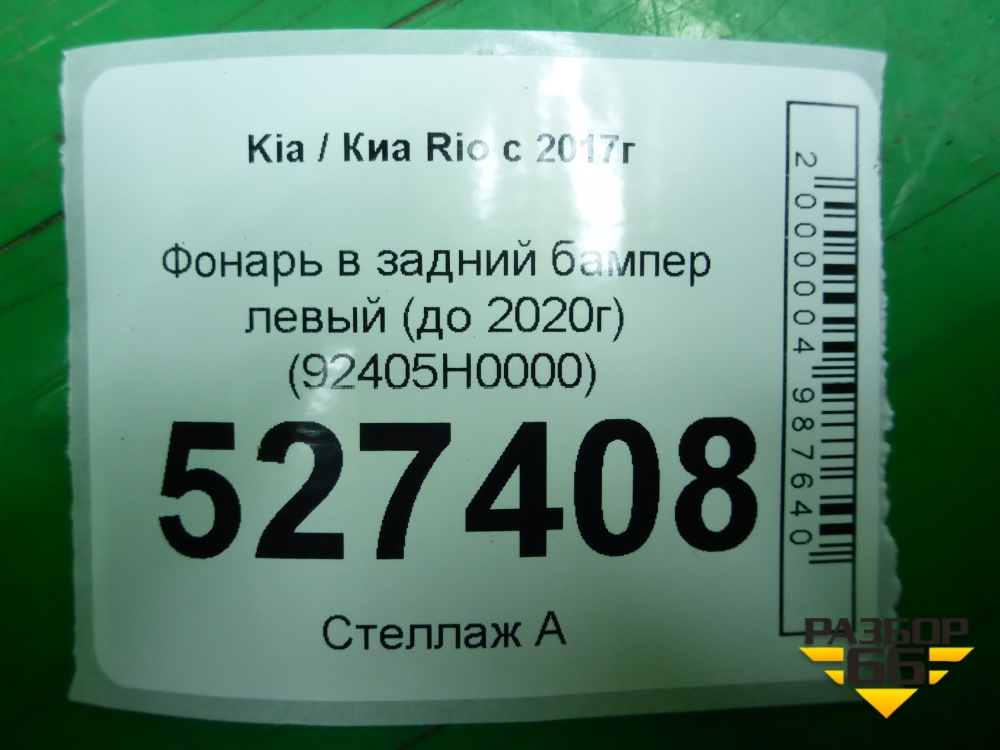 Kia / Киа Rio с 2017г
Фонарь в задний бампер
левый (до 2020г)
(92405H0000)
527408
Стеллаж А
2000004987640
РАЗБОР
66